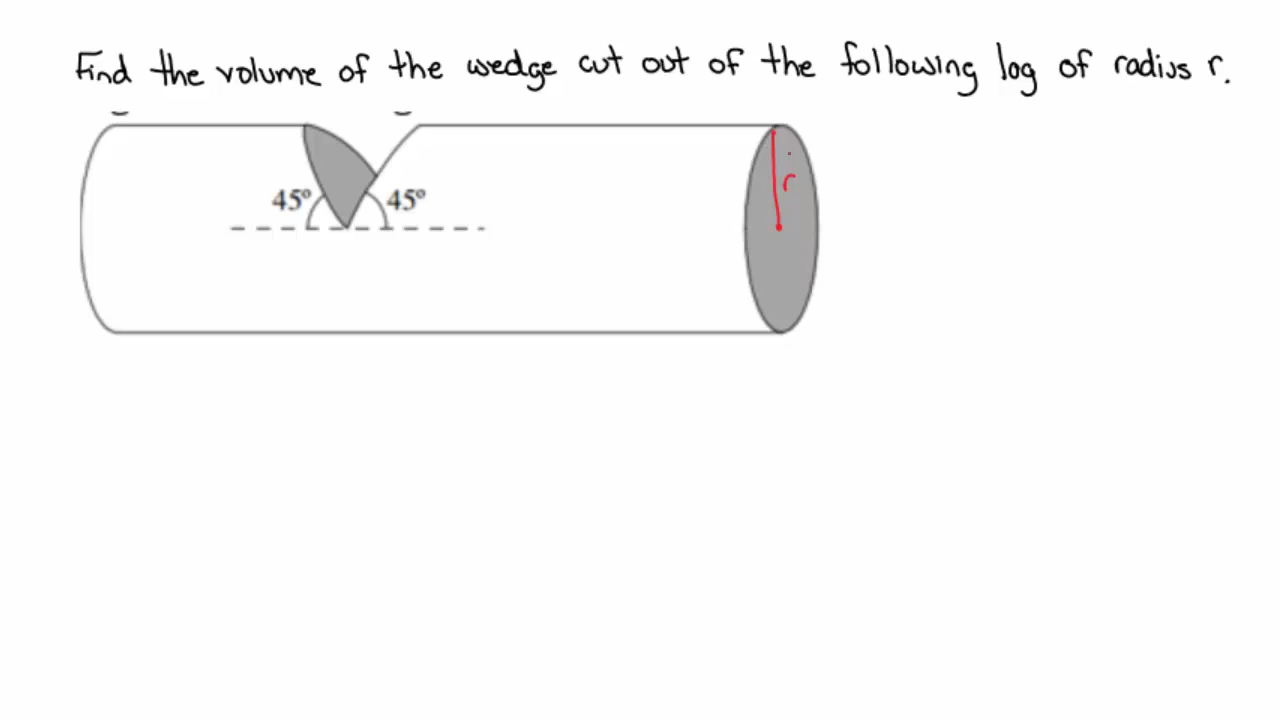 Find the volume of the wedge cut out of the following log of radius r.
45° 45°
r